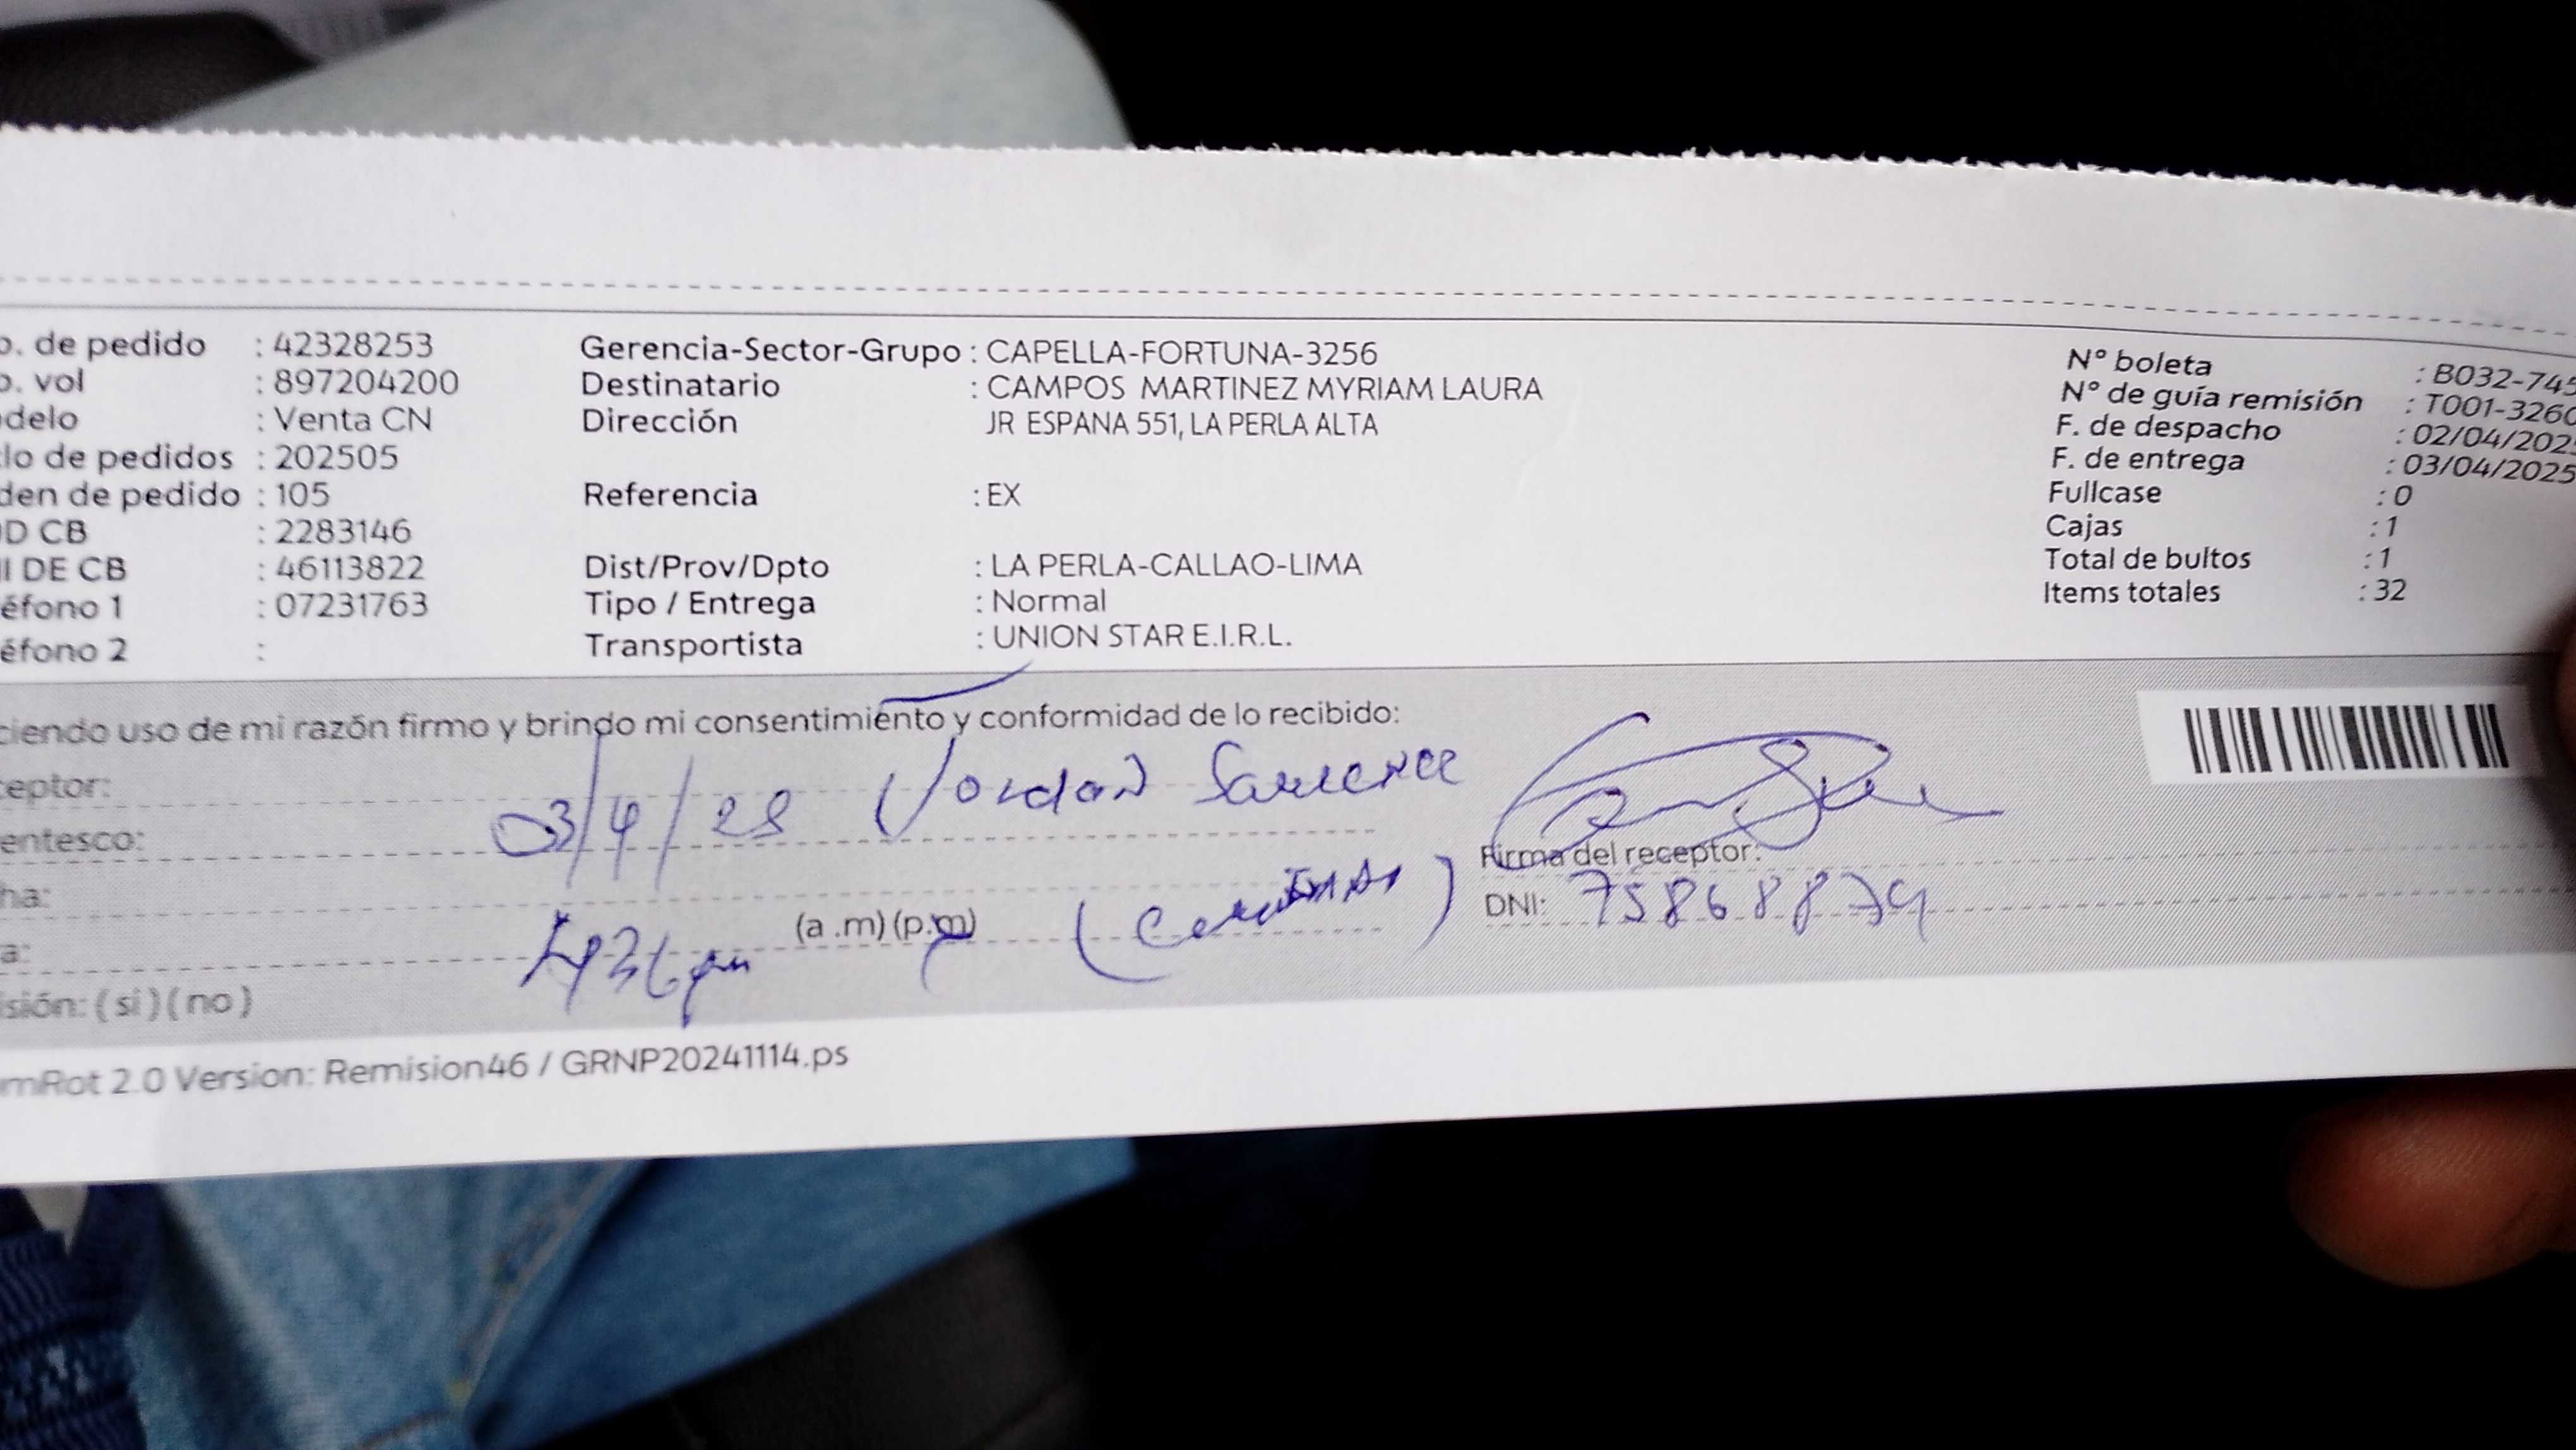 o. de pedido : 42328253 Gerencia-Sector-Grupo : CAPELLA-FORTUNA-3256 N° boleta : B032-745
o. vol : 897204200 Destinatario : CAMPOS MARTINEZ MYRIAM LAURA N° de guía remisión : T001-3260
delo : Venta CN Dirección JR ESPANA 551, LA PERLA ALTA F. de despacho : 02/04/202
lo de pedidos : 202505 F. de entrega : 03/04/2025
den de pedido : 105 Referencia : EX Fullcase : 0
D CB : 2283146 Cajas : 1
I DE CB : 46113822 Dist/Prov/Dpto : LA PERLA-CALLAO-LIMA Total de bultos : 1
éfono 1 : 07231763 Tipo / Entrega : Normal Items totales : 32
éfono 2 : Transportista : UNION STAR E.I.R.L.
ciendo uso de mi razón firmo y brindo mi consentimiento y conformidad de lo recibido:
ceptor: Jordan
entesco: 03/4/25 Firma del receptor:
ha: DNI: 75868874
a: 4:36 pm (a .m) (p.m)
isión: ( si ) ( no )
mRot 2.0 Version: Remision46 / GRNP20241114.ps